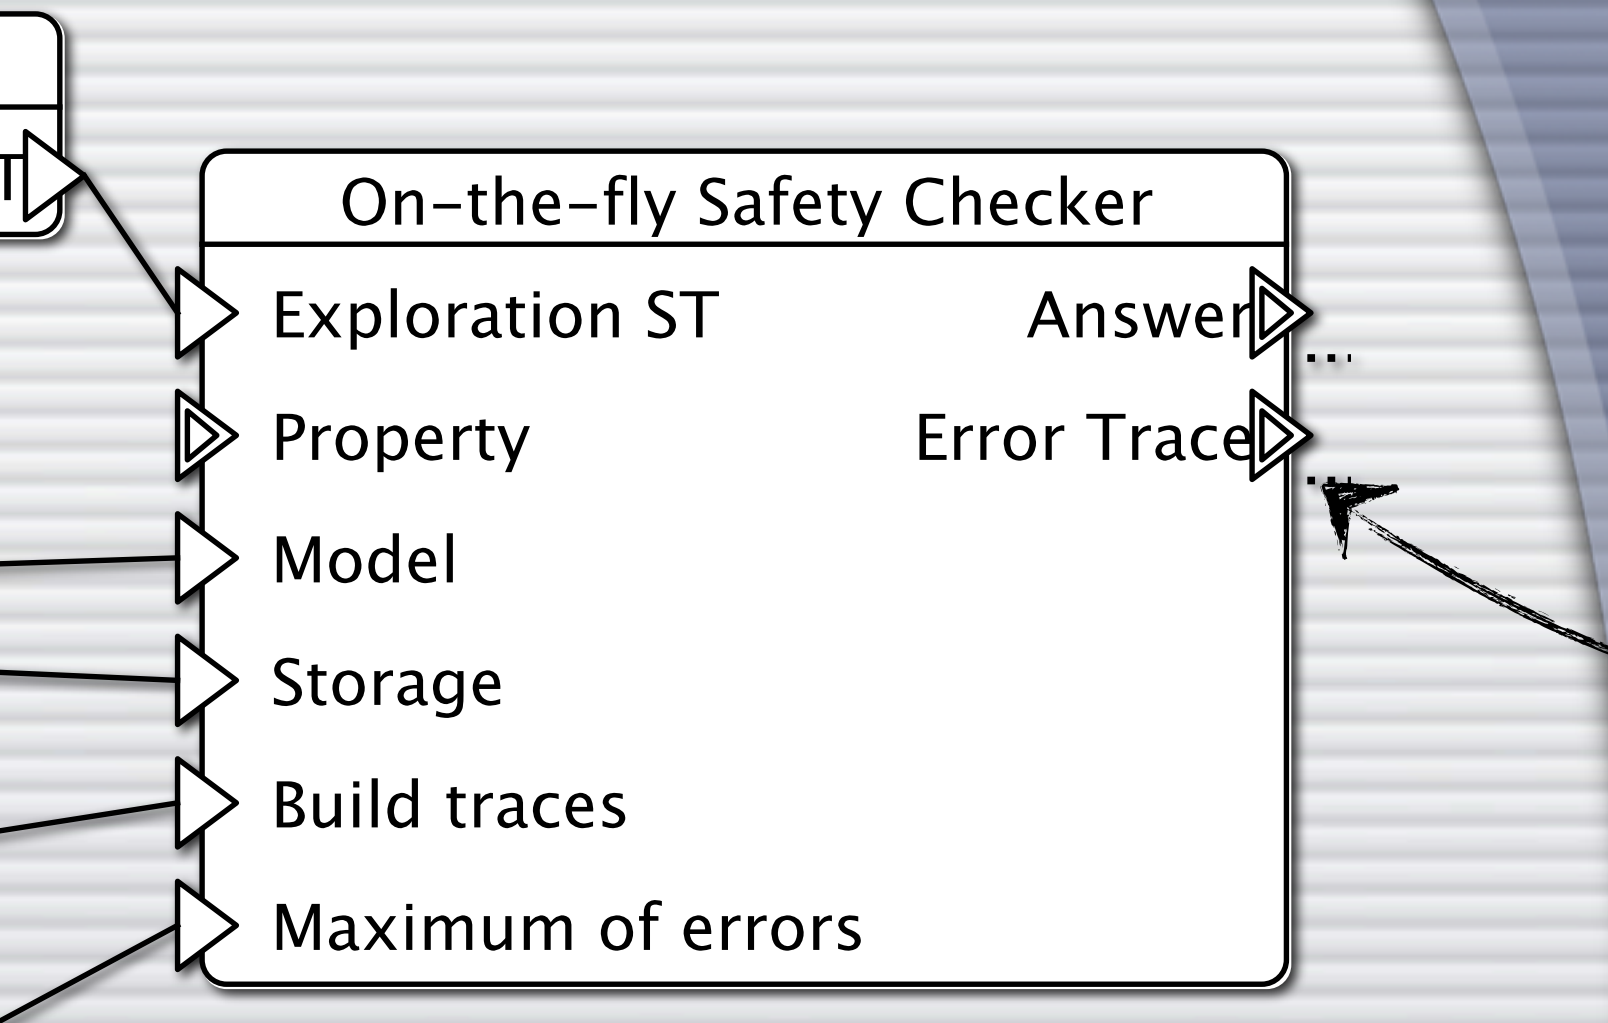 On-the-fly Safety Checker
T
Exploration ST
Answer
...
Property
Error Trace
...
Model
Storage
Build traces
Maximum of errors